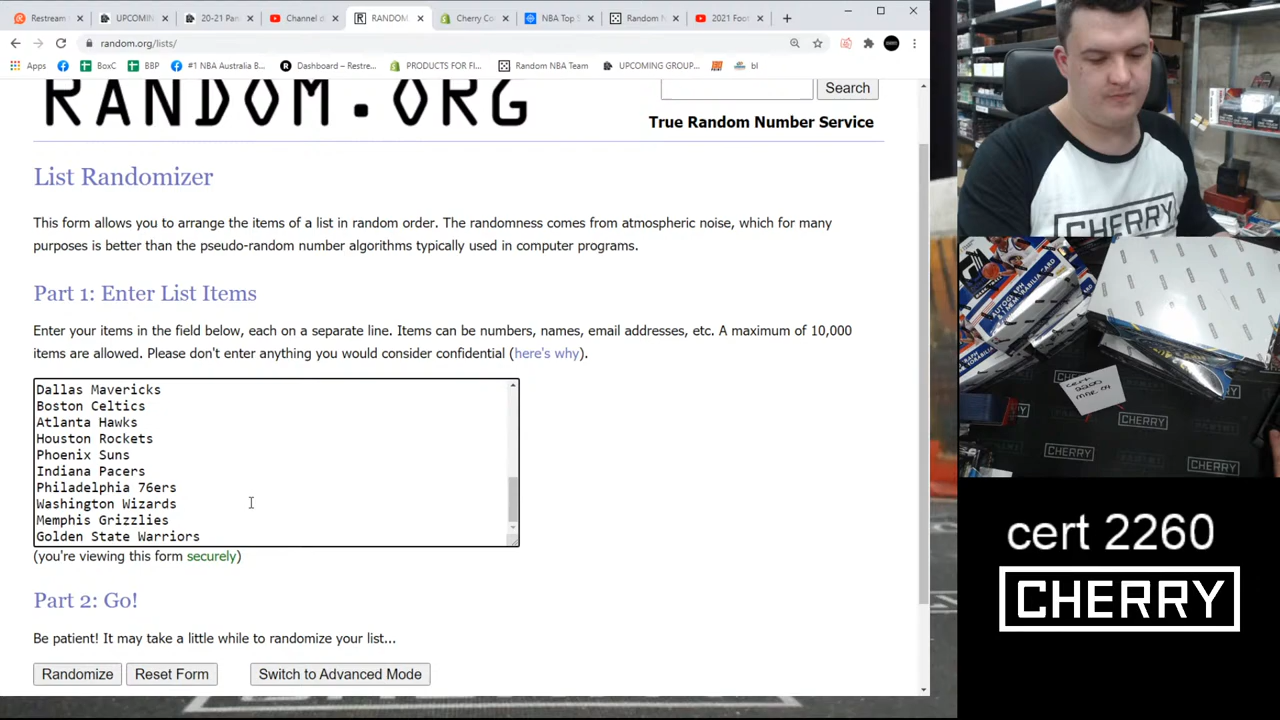 Restream
UPCOMIN
20-21 Pan
Channel d
RANDOM
Cherry Co
NBA Top S
Random N
2021 Foot
random.org/lists/
Apps
BoxC
BBP
#1 NBA Australia B...
Dashboard – Restre...
PRODUCTS FOR FI...
Random NBA Team
UPCOMING GROUP...
bl
RANDOM.ORG
Search
True Random Number Service
List Randomizer
This form allows you to arrange the items of a list in random order. The randomness comes from atmospheric noise, which for many
purposes is better than the pseudo-random number algorithms typically used in computer programs.
Part 1: Enter List Items
Enter your items in the field below, each on a separate line. Items can be numbers, names, email addresses, etc. A maximum of 10,000
items are allowed. Please don't enter anything you would consider confidential (here's why).
Dallas Mavericks
Boston Celtics
Atlanta Hawks
Houston Rockets
Phoenix Suns
Indiana Pacers
Philadelphia 76ers
Washington Wizards
Memphis Grizzlies
Golden State Warriors
(you're viewing this form securely)
Part 2: Go!
Be patient! It may take a little while to randomize your list...
Randomize
Reset Form
Switch to Advanced Mode
CHERRY
AUTOGRAPH
cert
2260
CHERRY
CHERRY
CHERRY
cert 2260
CHERRY